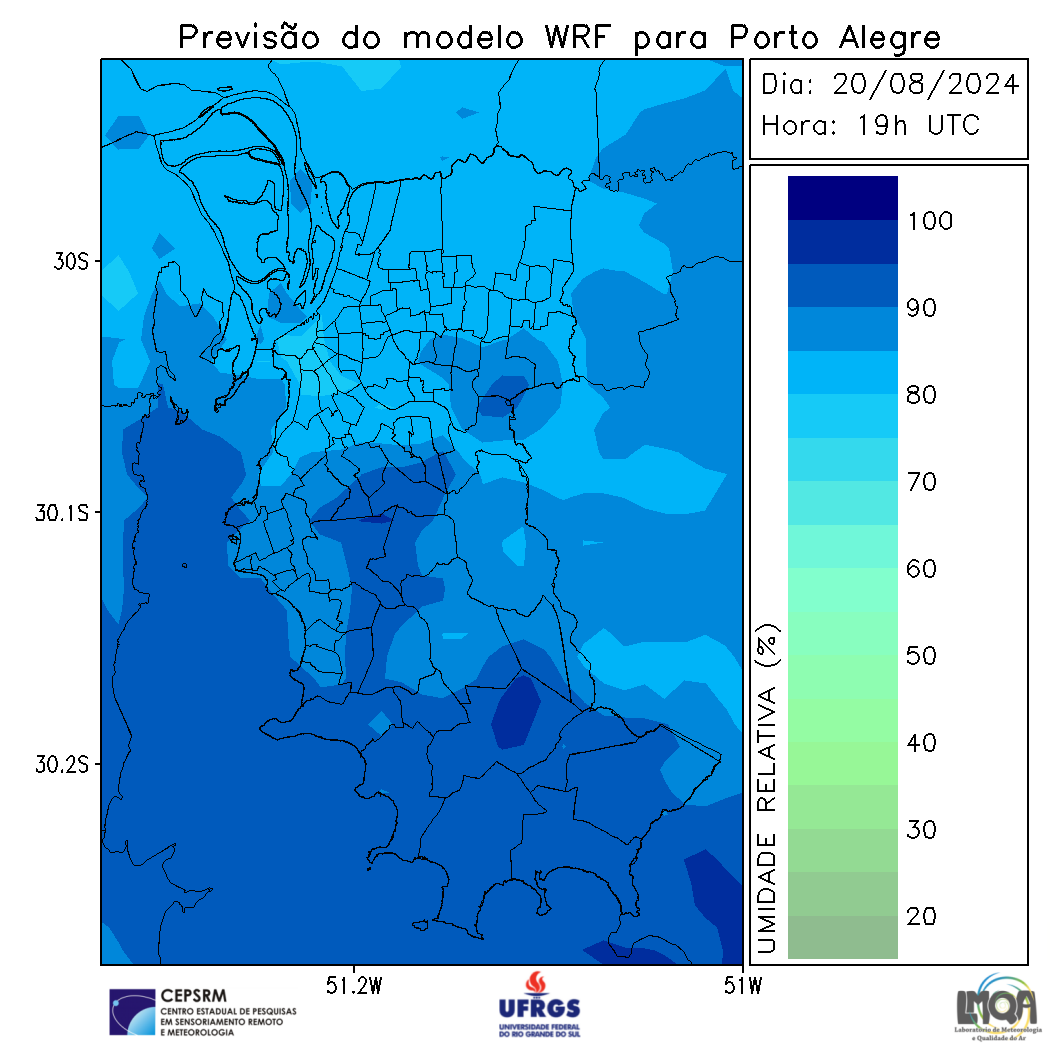 Previsão do modelo WRF para Porto Alegre
Dia: 20/08/2024
Hora: 19h UTC
30S
30.1S
30.2S
51.2W
51W
100
90
80
70
60
50
40
30
20
UMIDADE RELATIVA (%)
CEPSRM
CENTRO ESTADUAL DE PESQUISAS
EM SENSORIAMENTO REMOTO
E METEOROLOGIA
UFRGS
UNIVERSIDADE FEDERAL
DO RIO GRANDE DO SUL
LMQA
Laboratório de Meteorologia
e Qualidade do Ar